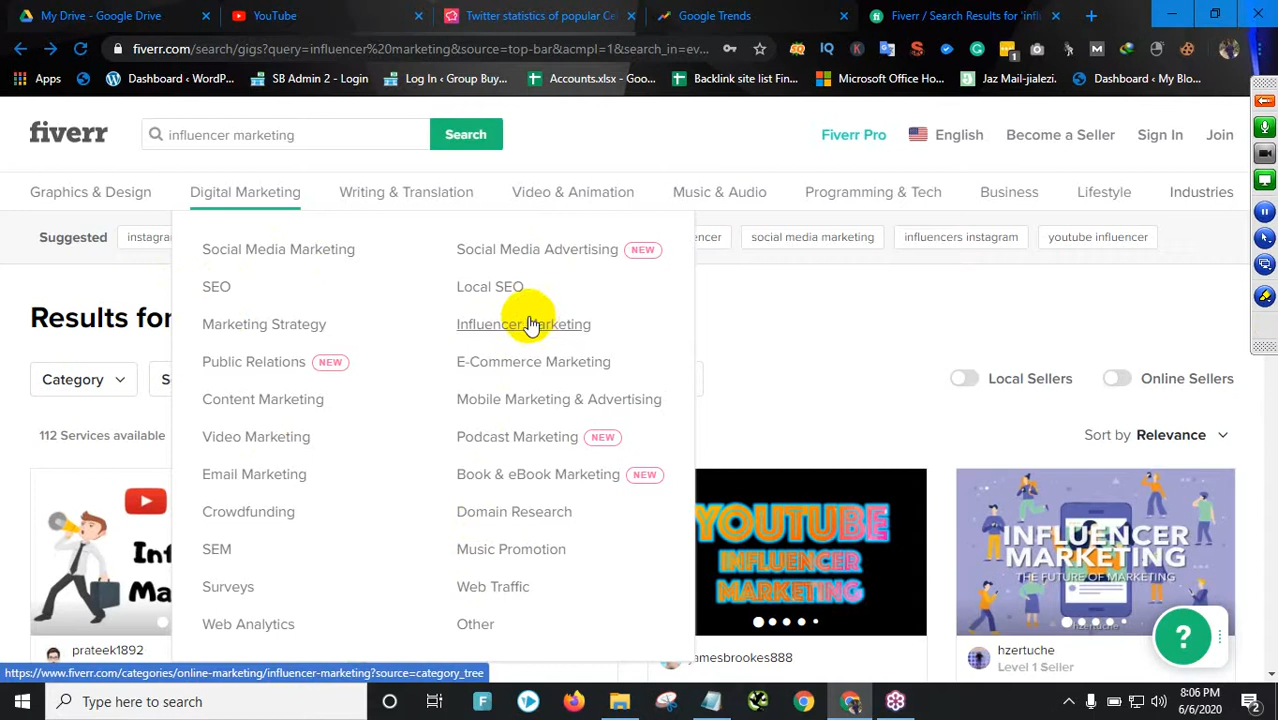 My Drive - Google Drive
YouTube
Twitter statistics of popular Ce
Google Trends
Fiverr / Search Results for 'infl
fiverr.com/search/gigs?query=influencer%20marketing&source=top-bar&acmpl=1&search_in=ev...
Apps
Dashboard ‹ WordP...
SB Admin 2 - Login
Log In ‹ Group Buy...
Accounts.xlsx - Goo...
Backlink site list Fin...
Microsoft Office Ho...
Jaz Mail-jialezi.
Dashboard ‹ My Blo...
fiverr
influencer marketing
Search
Fiverr Pro
English
Become a Seller
Sign In
Join
Graphics & Design
Digital Marketing
Writing & Translation
Video & Animation
Music & Audio
Programming & Tech
Business
Lifestyle
Industries
Suggested
instagra
encer
social media marketing
influencers instagram
youtube influencer
Social Media Marketing
Social Media Advertising NEW
SEO
Local SEO
Marketing Strategy
Influencer Marketing
Public Relations NEW
E-Commerce Marketing
Content Marketing
Mobile Marketing & Advertising
Video Marketing
Podcast Marketing NEW
Email Marketing
Book & eBook Marketing NEW
Crowdfunding
Domain Research
SEM
Music Promotion
Surveys
Web Traffic
Web Analytics
Other
Results for
Category
S
Local Sellers
Online Sellers
112 Services available
Sort by Relevance
Inf
Ma
prateek1892
YOUTUBE
INFLUENCER
MARKETING
jamesbrookes888
INFLUENCER
MARKETING
THE FUTURE OF MARKETING
hzertuche
hzertuche
Level 1 Seller
?
https://www.fiverr.com/categories/online-marketing/influencer-marketing?source=category_tree
Type here to search
8:06 PM
6/6/2020
2